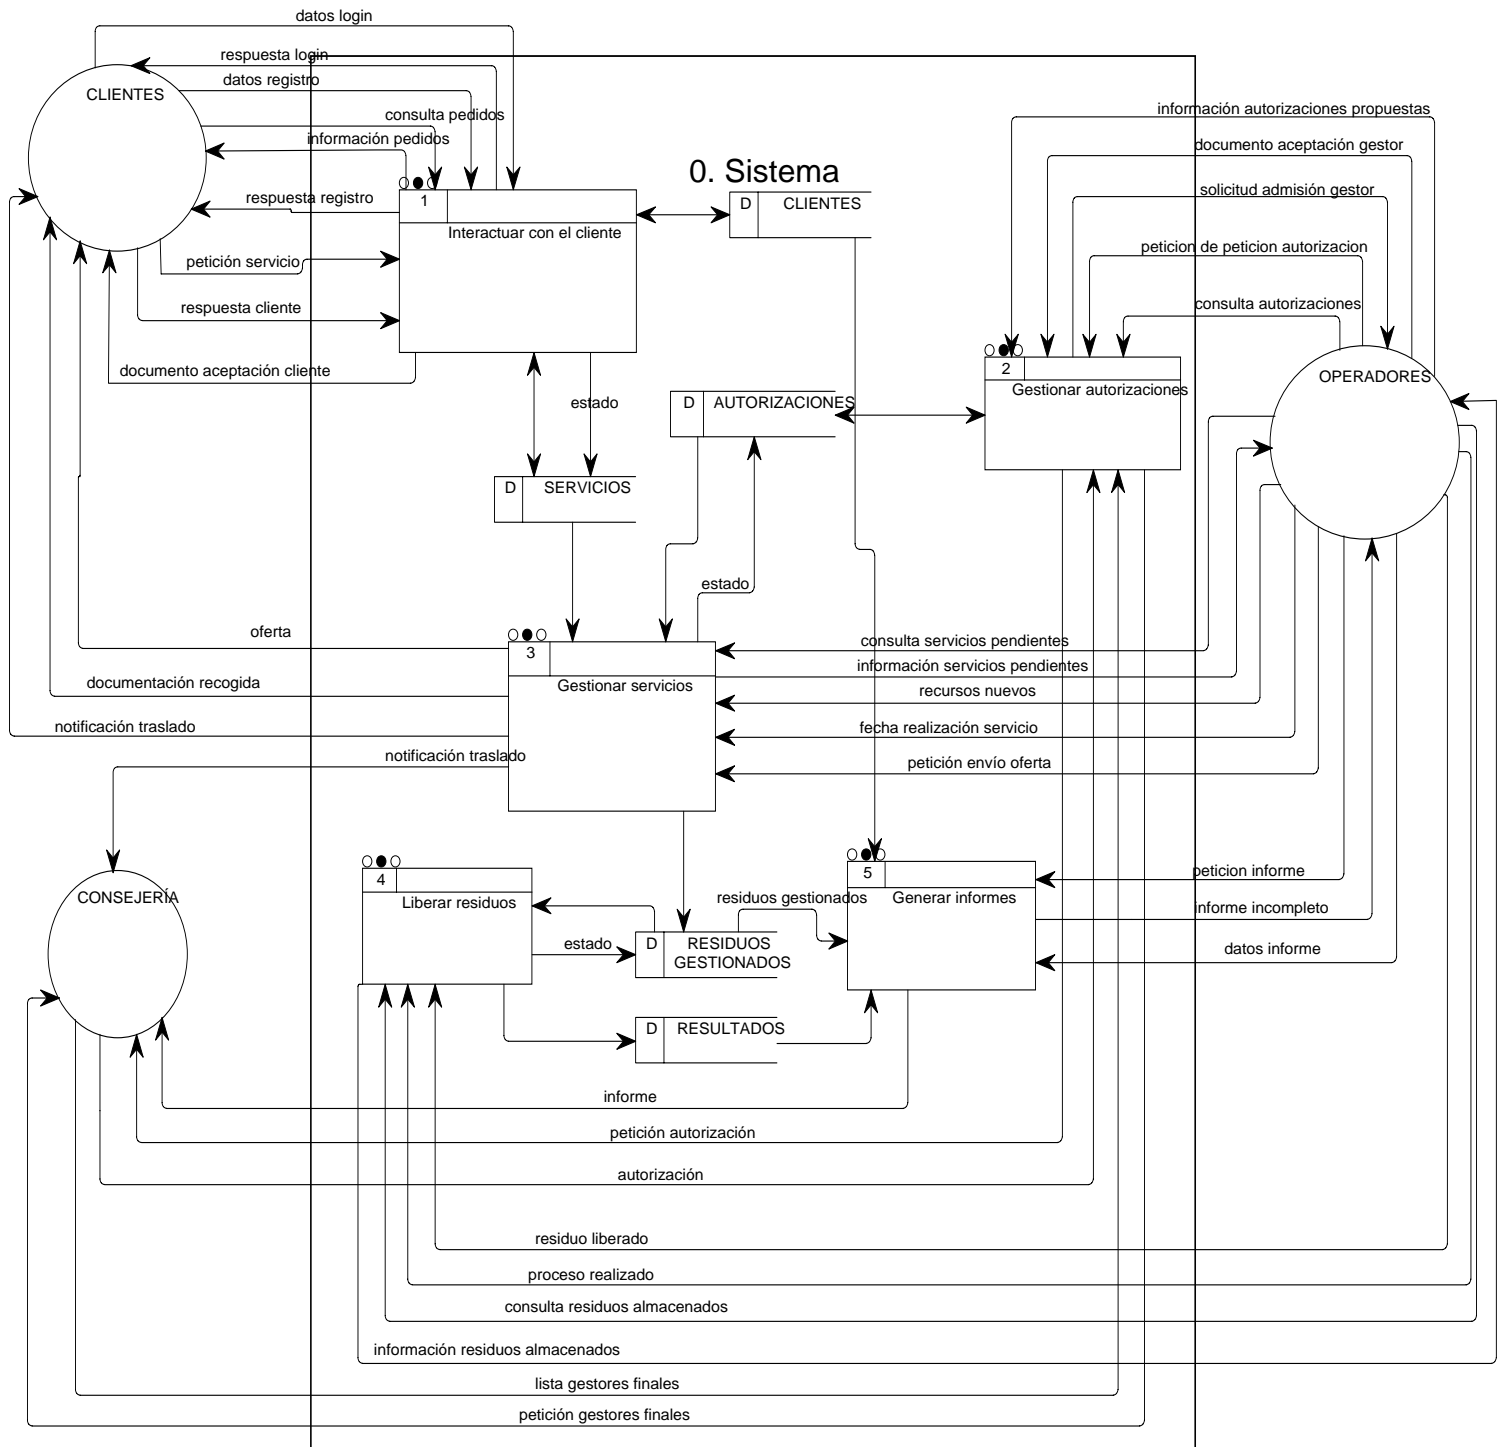 datos login
respuesta login
datos registro
CLIENTES
consulta pedidos
información autorizaciones propuestas
información pedidos
documento aceptación gestor
0. Sistema
solicitud admisión gestor
1
D
CLIENTES
respuesta registro
Interactuar con el cliente
peticion de peticion autorizacion
petición servicio
respuesta cliente
consulta autorizaciones
documento aceptación cliente
2
OPERADORES
Gestionar autorizaciones
estado
D
AUTORIZACIONES
D
SERVICIOS
estado
oferta
3
consulta servicios pendientes
información servicios pendientes
documentación recogida
Gestionar servicios
recursos nuevos
notificación traslado
fecha realización servicio
notificación traslado
petición envío oferta
4
5
peticion informe
CONSEJERÍA
Liberar residuos
residuos gestionados
Generar informes
informe incompleto
estado
D
RESIDUOS
GESTIONADOS
datos informe
D
RESULTADOS
informe
petición autorización
autorización
residuo liberado
proceso realizado
consulta residuos almacenados
información residuos almacenados
lista gestores finales
petición gestores finales